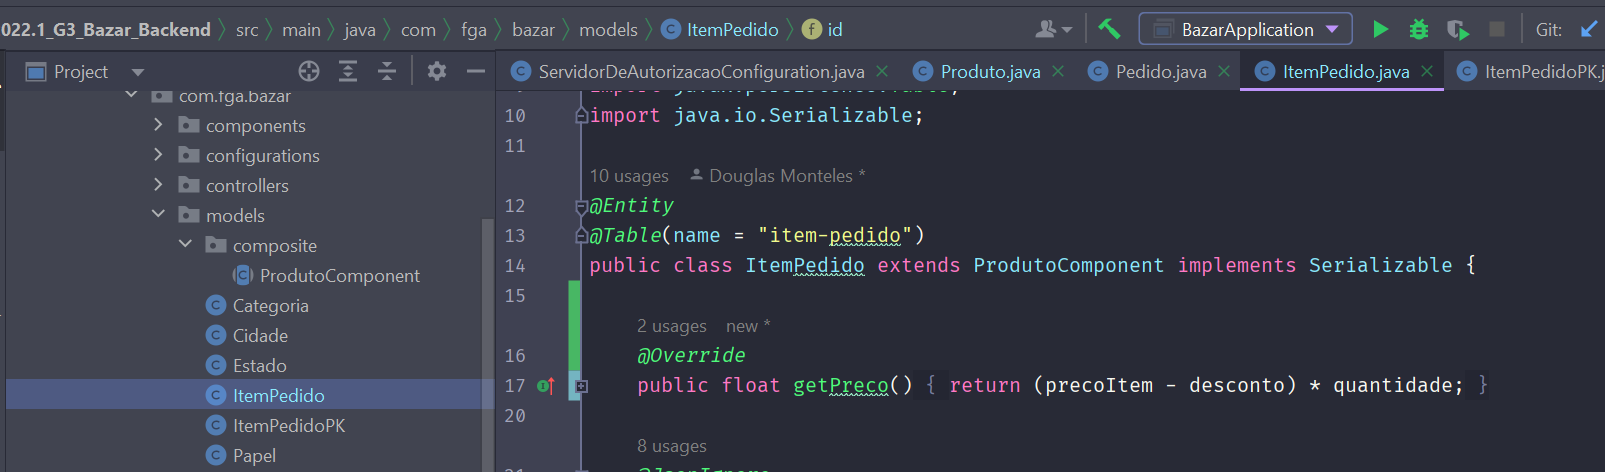 022.1_G3_Bazar_Backend src main java com fga bazar models ItemPedido id BazarApplication Git:
Project
ServidorDeAutorizacaoConfiguration.java Produto.java Pedido.java ItemPedido.java ItemPedidoPK.j
com.fga.bazar
components
configurations
controllers
models
composite
ProdutoComponent
Categoria
Cidade
Estado
ItemPedido
ItemPedidoPK
Papel
10 import java.io.Serializable;
11
10 usages Douglas Monteles *
12 @Entity
13 @Table(name = "item-pedido")
14 public class ItemPedido extends ProdutoComponent implements Serializable {
15
2 usages new *
16 @Override
17 public float getPreco() { return (precoItem - desconto) * quantidade; }
20
8 usages